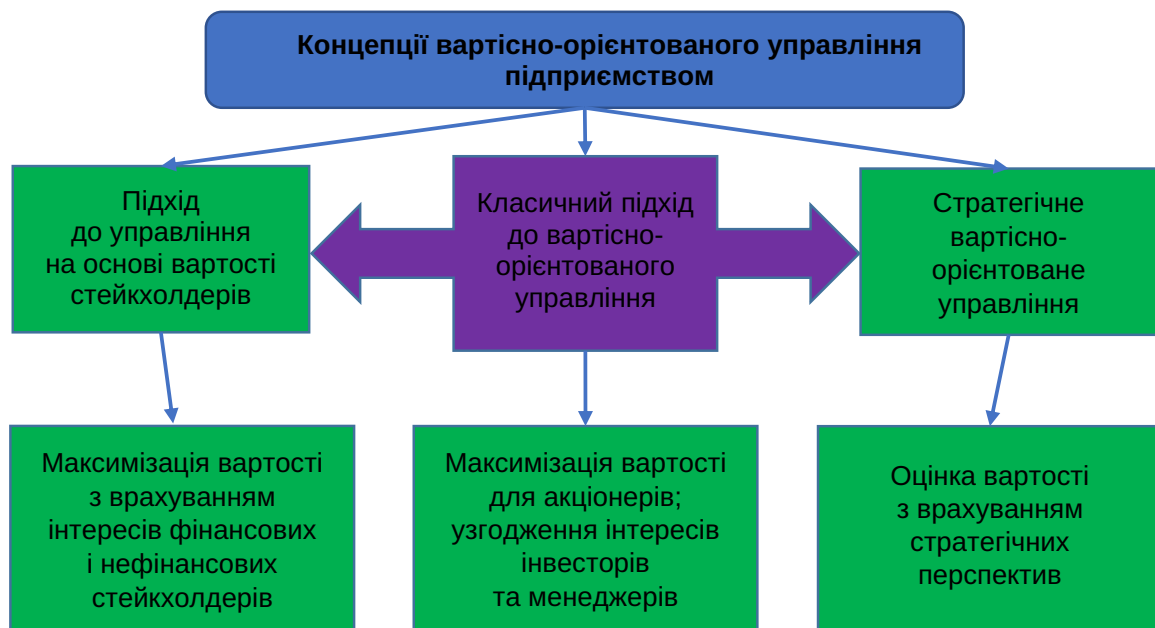 Концепції вартісно-орієнтованого управління
підприємством
Підхід
до управління
на основі вартості
стейкхолдерів
Класичний підхід
до вартісно-
орієнтованого
управління
Стратегічне
вартісно-
орієнтоване
управління
Максимізація вартості
з врахуванням
інтересів фінансових
і нефінансових
стейкхолдерів
Максимізація вартості
для акціонерів;
узгодження інтересів
інвесторів
та менеджерів
Оцінка вартості
з врахуванням
стратегічних
перспектив